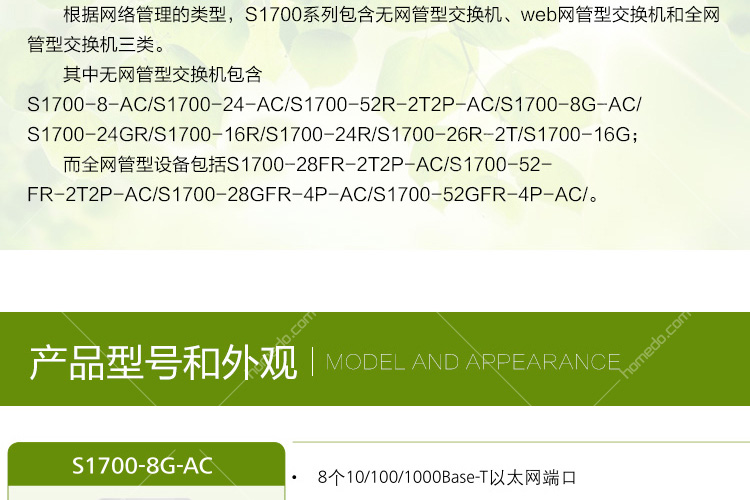 根据网络管理的类型，S1700系列包含无网管型交换机、web网管型交换机和全网
管型交换机三类。
其中无网管型交换机包含
S1700-8-AC/S1700-24-AC/S1700-52R-2T2P-AC/S1700-8G-AC/
S1700-24GR/S1700-16R/S1700-24R/S1700-26R-2T/S1700-16G；
而全网管型设备包括S1700-28FR-2T2P-AC/S1700-52-
FR-2T2P-AC/S1700-28GFR-4P-AC/S1700-52GFR-4P-AC/。
产品型号和外观 | MODEL AND APPEARANCE
homedo.com
homedo.com
S1700-8G-AC
• 8个10/100/1000Base-T以太网端口